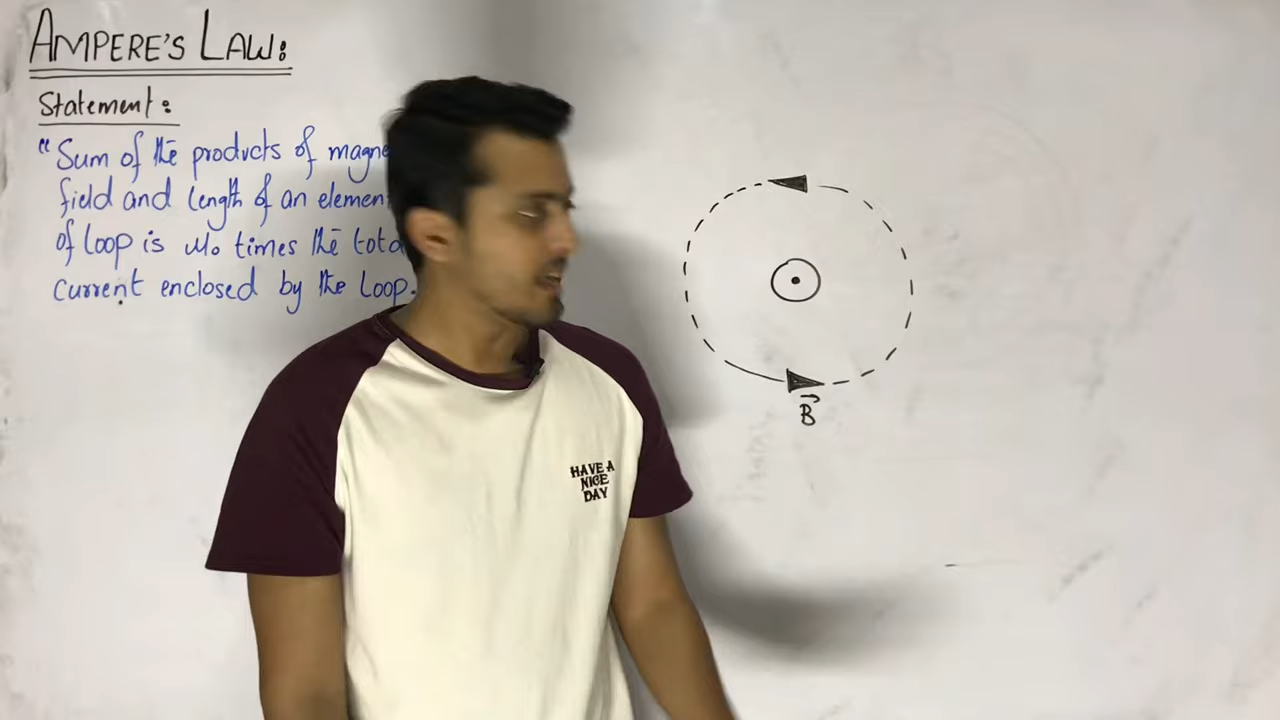 AMPERE'S LAW:
Statement:
"Sum of the products of magne
field and length of an elemen
of loop is μ₀ times the tota
current enclosed by the Loop.
B
HAVE A
NICE
DAY